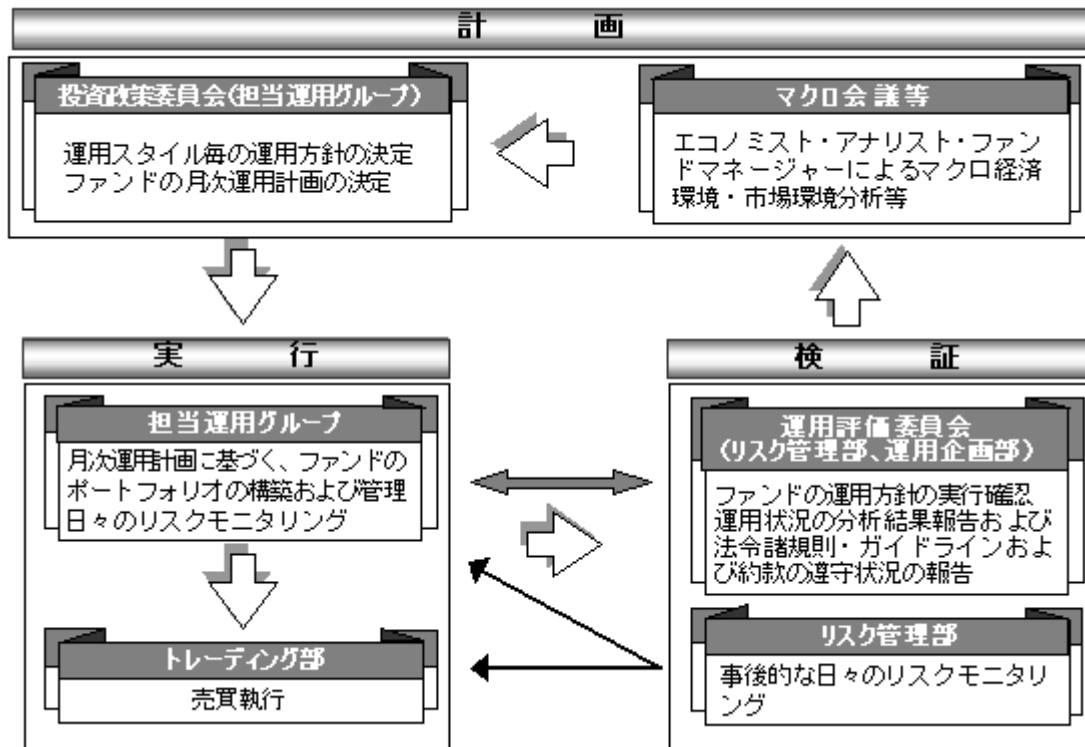 計画
投資政策委員会(担当運用グループ)
運用スタイル毎の運用方針の決定
ファンドの月次運用計画の決定
マクロ会議等
エコノミスト・アナリスト・ファン
ドマネージャーによるマクロ経済
環境・市場環境分析等
実行
担当運用グループ
月次運用計画に基づく、ファンドの
ポートフォリオの構築および管理
日々のリスクモニタリング
トレーディング部
売買執行
検証
運用評価委員会
(リスク管理部、運用企画部)
ファンドの運用方針の実行確認
運用状況の分析結果報告および
法令諸規則・ガイドラインおよ
び約款の遵守状況の報告
リスク管理部
事後的な日々のリスクモニタリ
ング